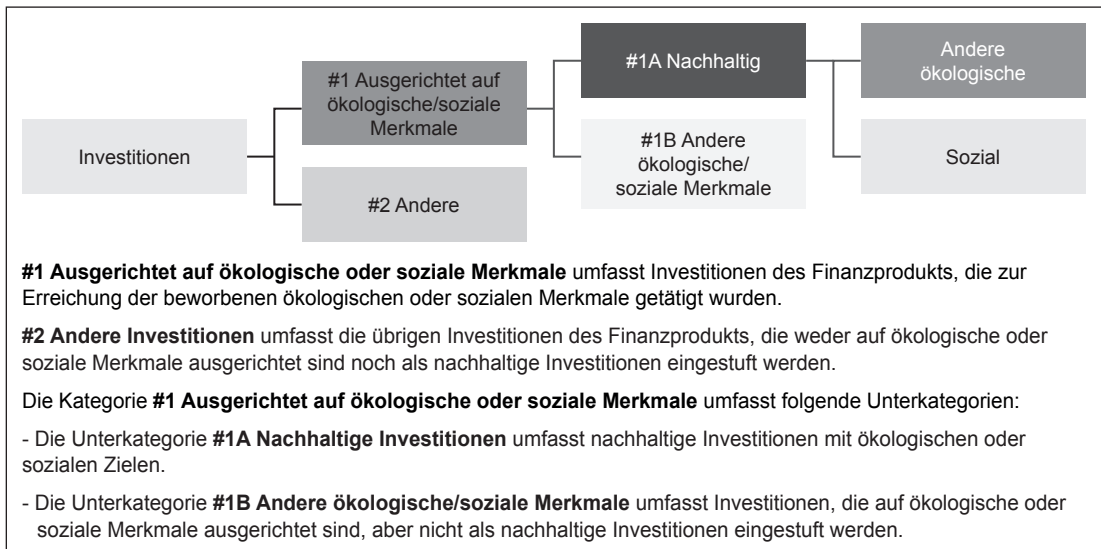 Investitionen
#1 Ausgerichtet auf
ökologische/soziale
Merkmale
#2 Andere
#1A Nachhaltig
#1B Andere
ökologische/
soziale Merkmale
Andere
ökologische
Sozial
#1 Ausgerichtet auf ökologische oder soziale Merkmale umfasst Investitionen des Finanzprodukts, die zur
Erreichung der beworbenen ökologischen oder sozialen Merkmale getätigt wurden.
#2 Andere Investitionen umfasst die übrigen Investitionen des Finanzprodukts, die weder auf ökologische oder
soziale Merkmale ausgerichtet sind noch als nachhaltige Investitionen eingestuft werden.
Die Kategorie #1 Ausgerichtet auf ökologische oder soziale Merkmale umfasst folgende Unterkategorien:
- Die Unterkategorie #1A Nachhaltige Investitionen umfasst nachhaltige Investitionen mit ökologischen oder
sozialen Zielen.
- Die Unterkategorie #1B Andere ökologische/soziale Merkmale umfasst Investitionen, die auf ökologische oder
soziale Merkmale ausgerichtet sind, aber nicht als nachhaltige Investitionen eingestuft werden.